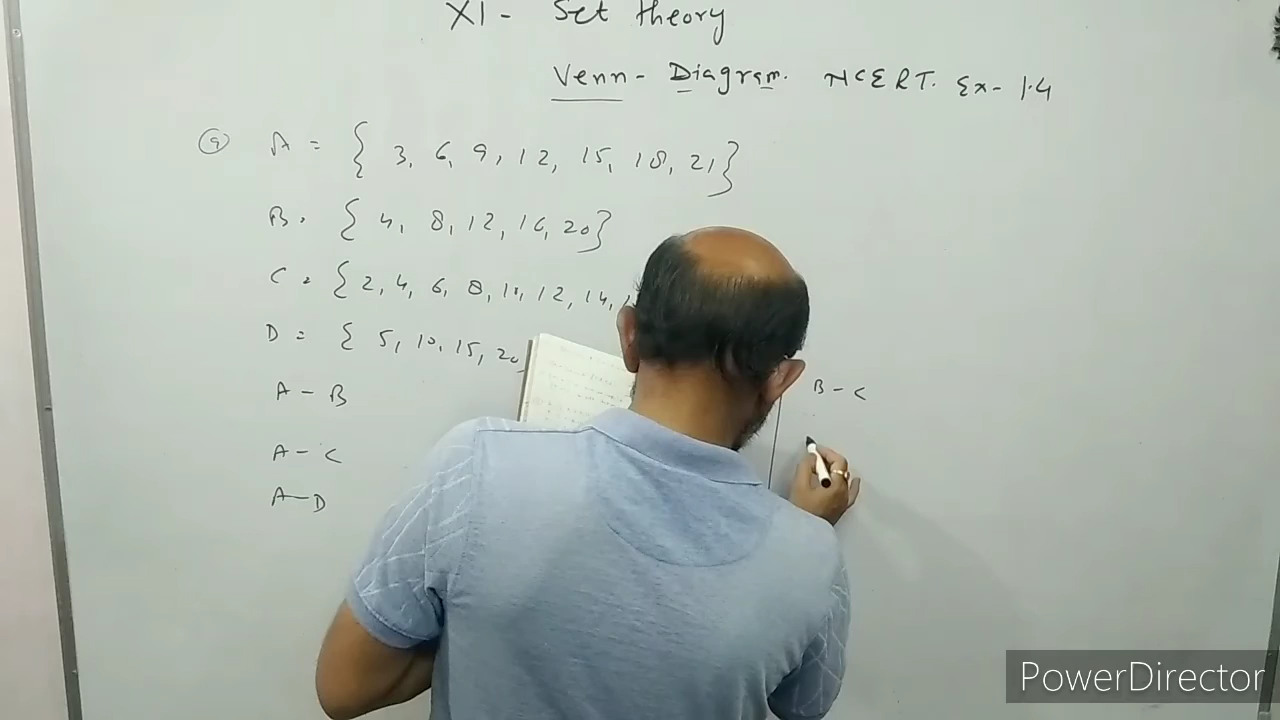 XI - Set theory
Venn - Diagram. NCERT. Ex - 1.4
9 A = { 3, 6, 9, 12, 15, 18, 21 }
B = { 4, 8, 12, 16, 20 }
C = { 2, 4, 6, 8, 10, 12, 14,
D = { 5, 10, 15, 20
A - B
B - C
A - C
A - D
PowerDirector